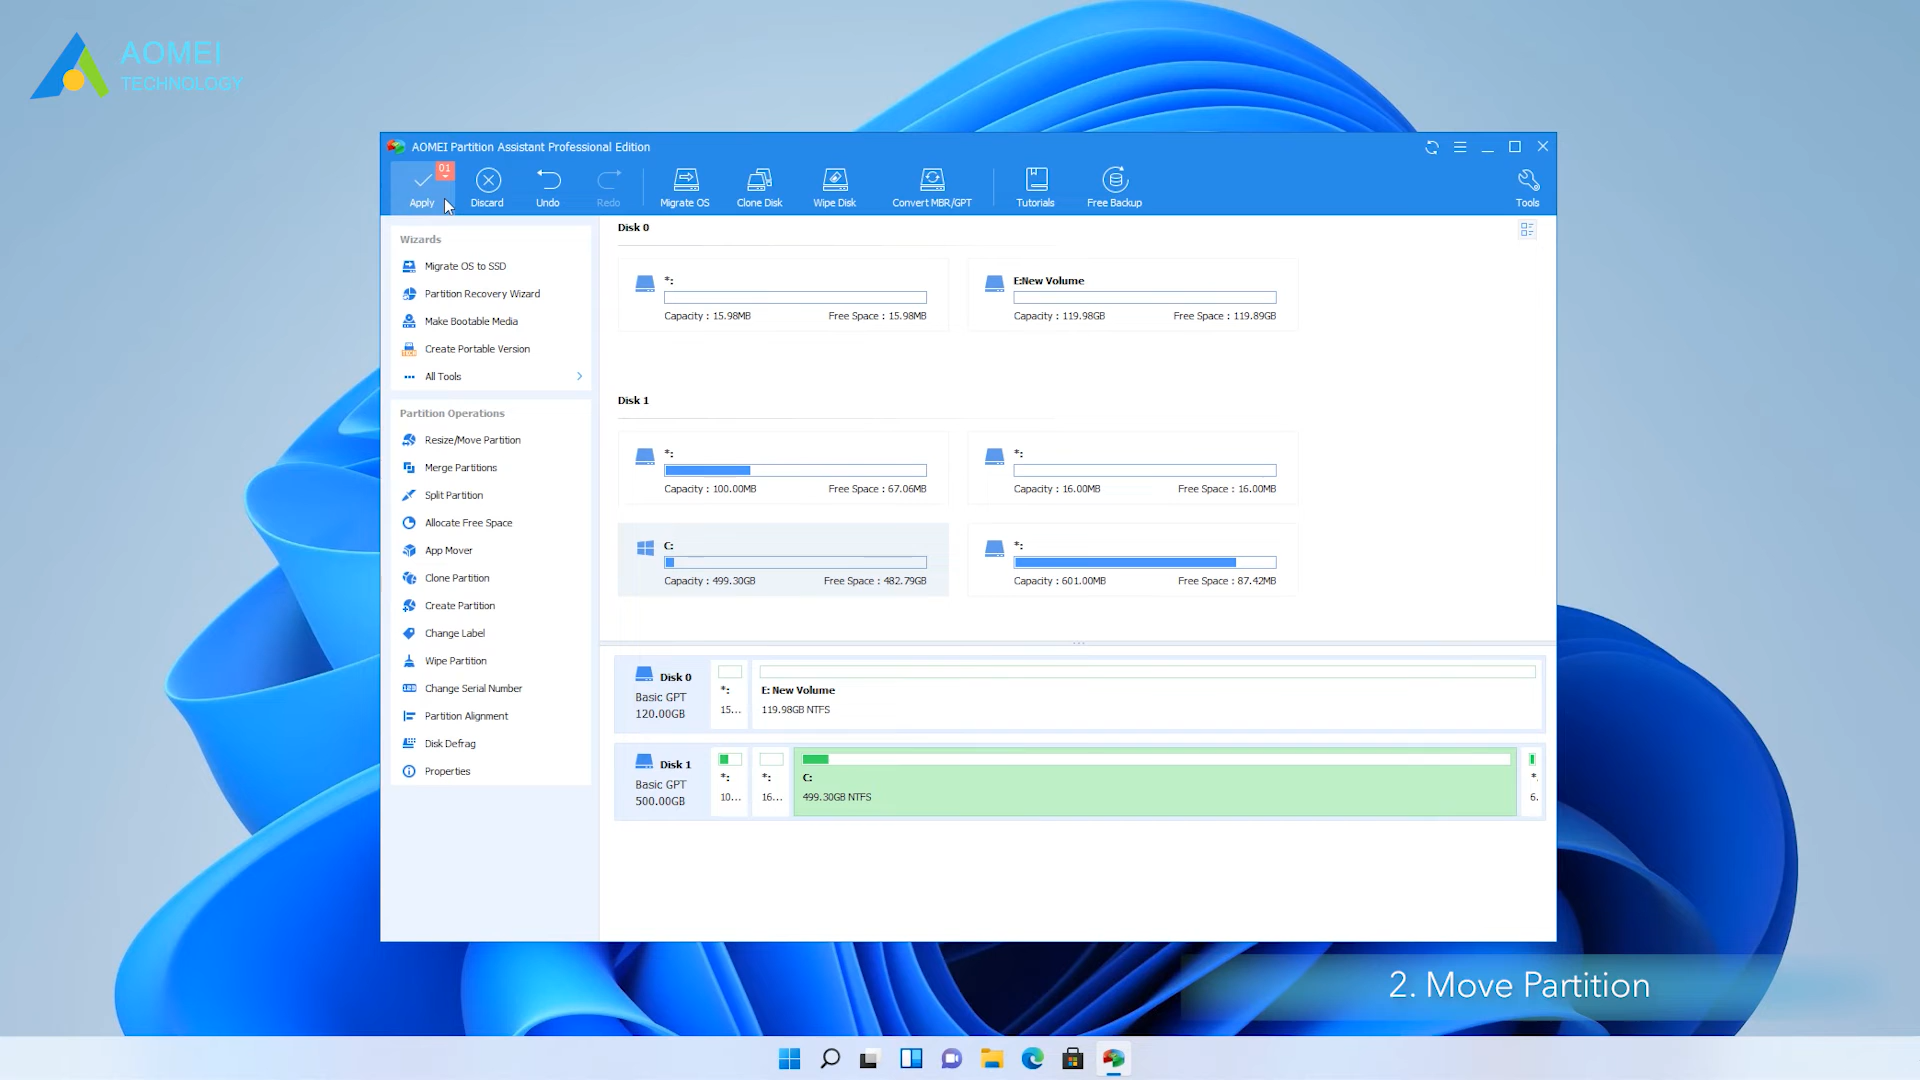 AOMEI
TECHNOLOGY
AOMEI Partition Assistant Professional Edition
01
Apply
Discard
Undo
Redo
Migrate OS
Clone Disk
Wipe Disk
Convert MBR/GPT
Tutorials
Free Backup
Tools
Wizards
Migrate OS to SSD
Partition Recovery Wizard
Make Bootable Media
Create Portable Version
All Tools
Partition Operations
Resize/Move Partition
Merge Partitions
Split Partition
Allocate Free Space
App Mover
Clone Partition
Create Partition
Change Label
Wipe Partition
Change Serial Number
Partition Alignment
Disk Defrag
Properties
Disk 0
*:
Capacity : 15.98MB Free Space : 15.98MB
E:New Volume
Capacity : 119.98GB Free Space : 119.89GB
Disk 1
*:
Capacity : 100.00MB Free Space : 67.06MB
*:
Capacity : 16.00MB Free Space : 16.00MB
C:
Capacity : 499.30GB Free Space : 482.79GB
*:
Capacity : 601.00MB Free Space : 87.42MB
Disk 0
Basic GPT
120.00GB
*:
15...
E: New Volume
119.98GB NTFS
Disk 1
Basic GPT
500.00GB
*:
10...
*:
16...
C:
499.30GB NTFS
*.
6.
2. Move Partition